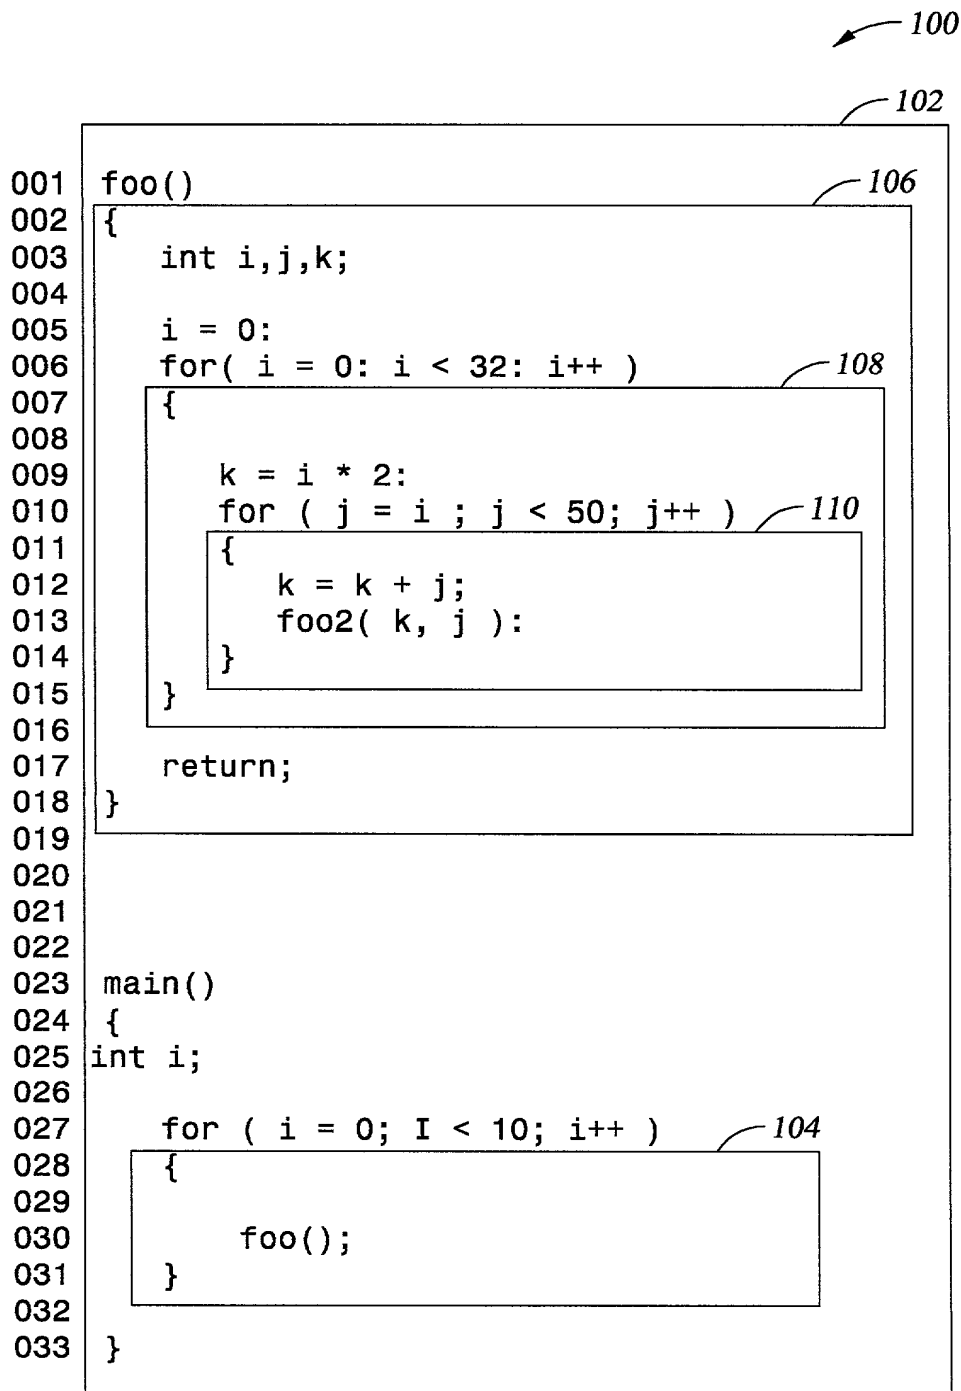 100
102
001 foo()
106
002 {
003 int i,j,k;
004
005 i = 0:
006 for( i = 0: i < 32: i++ )
108
007 {
008
009 k = i * 2:
010 for ( j = i ; j < 50; j++ )
110
011 {
012 k = k + j;
013 foo2( k, j ):
014 }
015 }
016
017 return;
018 }
019
020
021
022
023 main()
024 {
025 int i;
026
027 for ( i = 0; I < 10; i++ )
104
028 {
029
030 foo();
031 }
032
033 }